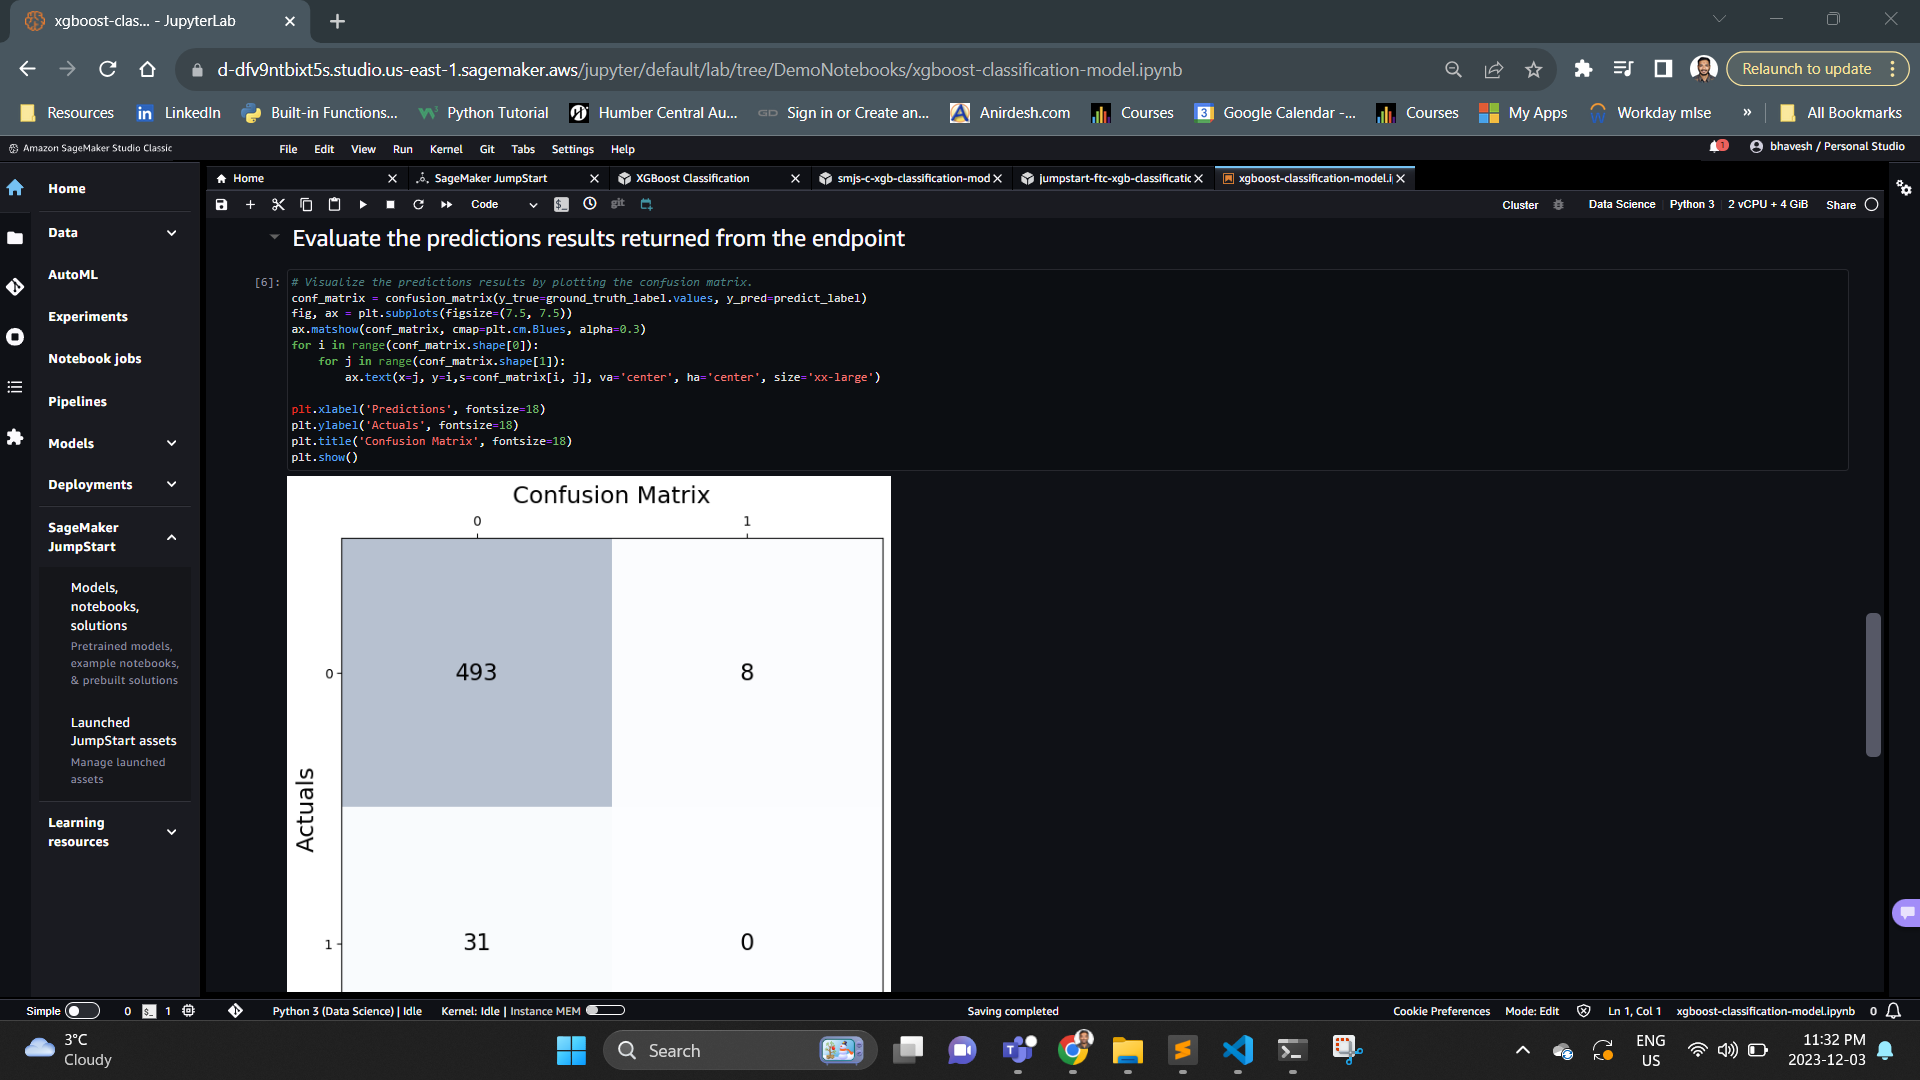 xgboost-clas... - JupyterLab
d-dfv9ntbixt5s.studio.us-east-1.sagemaker.aws/jupyter/default/lab/tree/DemoNotebooks/xgboost-classification-model.ipynb
Relaunch to update
Resources LinkedIn Built-in Functions... Python Tutorial Humber Central Au... Sign in or Create an... Anirdesh.com Courses Google Calendar -... Courses My Apps Workday mlse » All Bookmarks
Amazon SageMaker Studio Classic File Edit View Run Kernel Git Tabs Settings Help 1 bhavesh / Personal Studio
Home SageMaker JumpStart XGBoost Classification smjs-c-xgb-classification-mod jumpstart-ftc-xgb-classificatic xgboost-classification-model.i
Code git Cluster Data Science Python 3 2 vCPU + 4 GiB Share
Home
Data
AutoML
Experiments
Notebook jobs
Pipelines
Models
Deployments
SageMaker
JumpStart
Models,
notebooks,
solutions
Pretrained models,
example notebooks,
& prebuilt solutions
Launched
JumpStart assets
Manage launched
assets
Learning
resources
Evaluate the predictions results returned from the endpoint
[6]: # Visualize the predictions results by plotting the confusion matrix.
conf_matrix = confusion_matrix(y_true=ground_truth_label.values, y_pred=predict_label)
fig, ax = plt.subplots(figsize=(7.5, 7.5))
ax.matshow(conf_matrix, cmap=plt.cm.Blues, alpha=0.3)
for i in range(conf_matrix.shape[0]):
    for j in range(conf_matrix.shape[1]):
        ax.text(x=j, y=i,s=conf_matrix[i, j], va='center', ha='center', size='xx-large')
plt.xlabel('Predictions', fontsize=18)
plt.ylabel('Actuals', fontsize=18)
plt.title('Confusion Matrix', fontsize=18)
plt.show()
Confusion Matrix
0 1
0 493 8
Actuals
1 31 0
Simple 0 1 Python 3 (Data Science) | Idle Kernel: Idle | Instance MEM Saving completed Cookie Preferences Mode: Edit Ln 1, Col 1 xgboost-classification-model.ipynb 0
3°C
Cloudy
Search
ENG
US
11:32 PM
2023-12-03